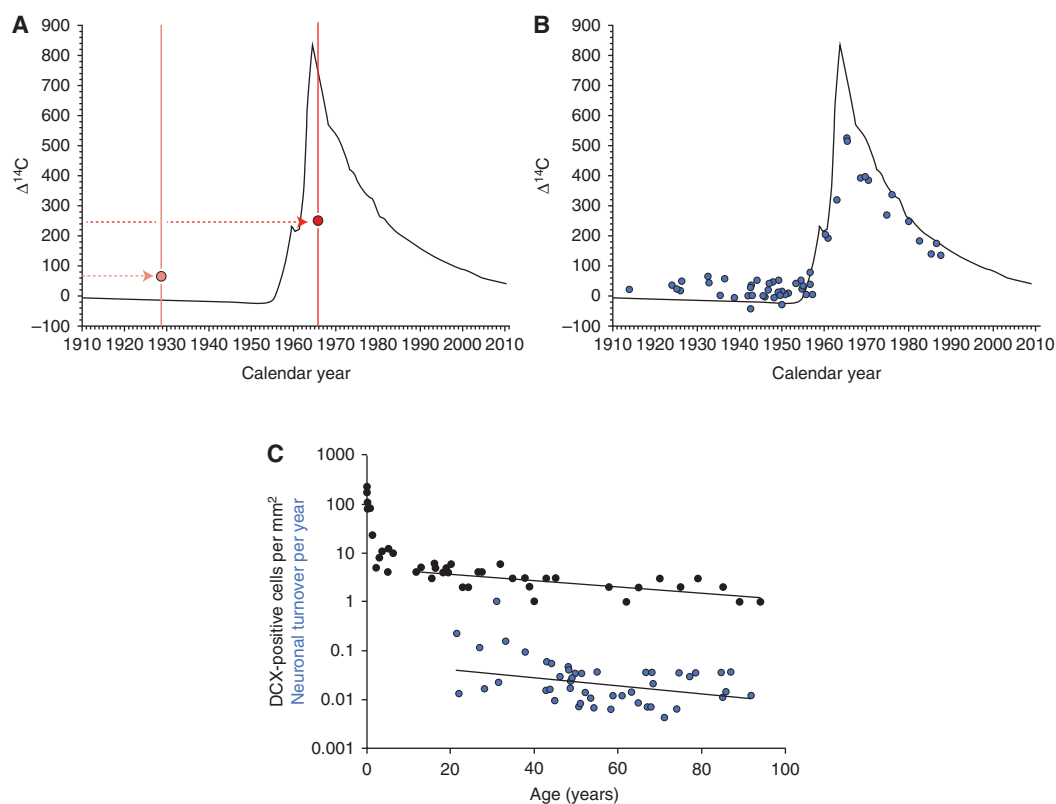 A
900
800
700
600
500
400
300
200
100
0
−100
Δ14C
1910 1920 1930 1940 1950 1960 1970 1980 1990 2000 2010
Calendar year
B
900
800
700
600
500
400
300
200
100
0
−100
Δ14C
1910 1920 1930 1940 1950 1960 1970 1980 1990 2000 2010
Calendar year
C
1000
100
10
1
0.1
0.01
0.001
DCX-positive cells per mm2
Neuronal turnover per year
0 20 40 60 80 100
Age (years)